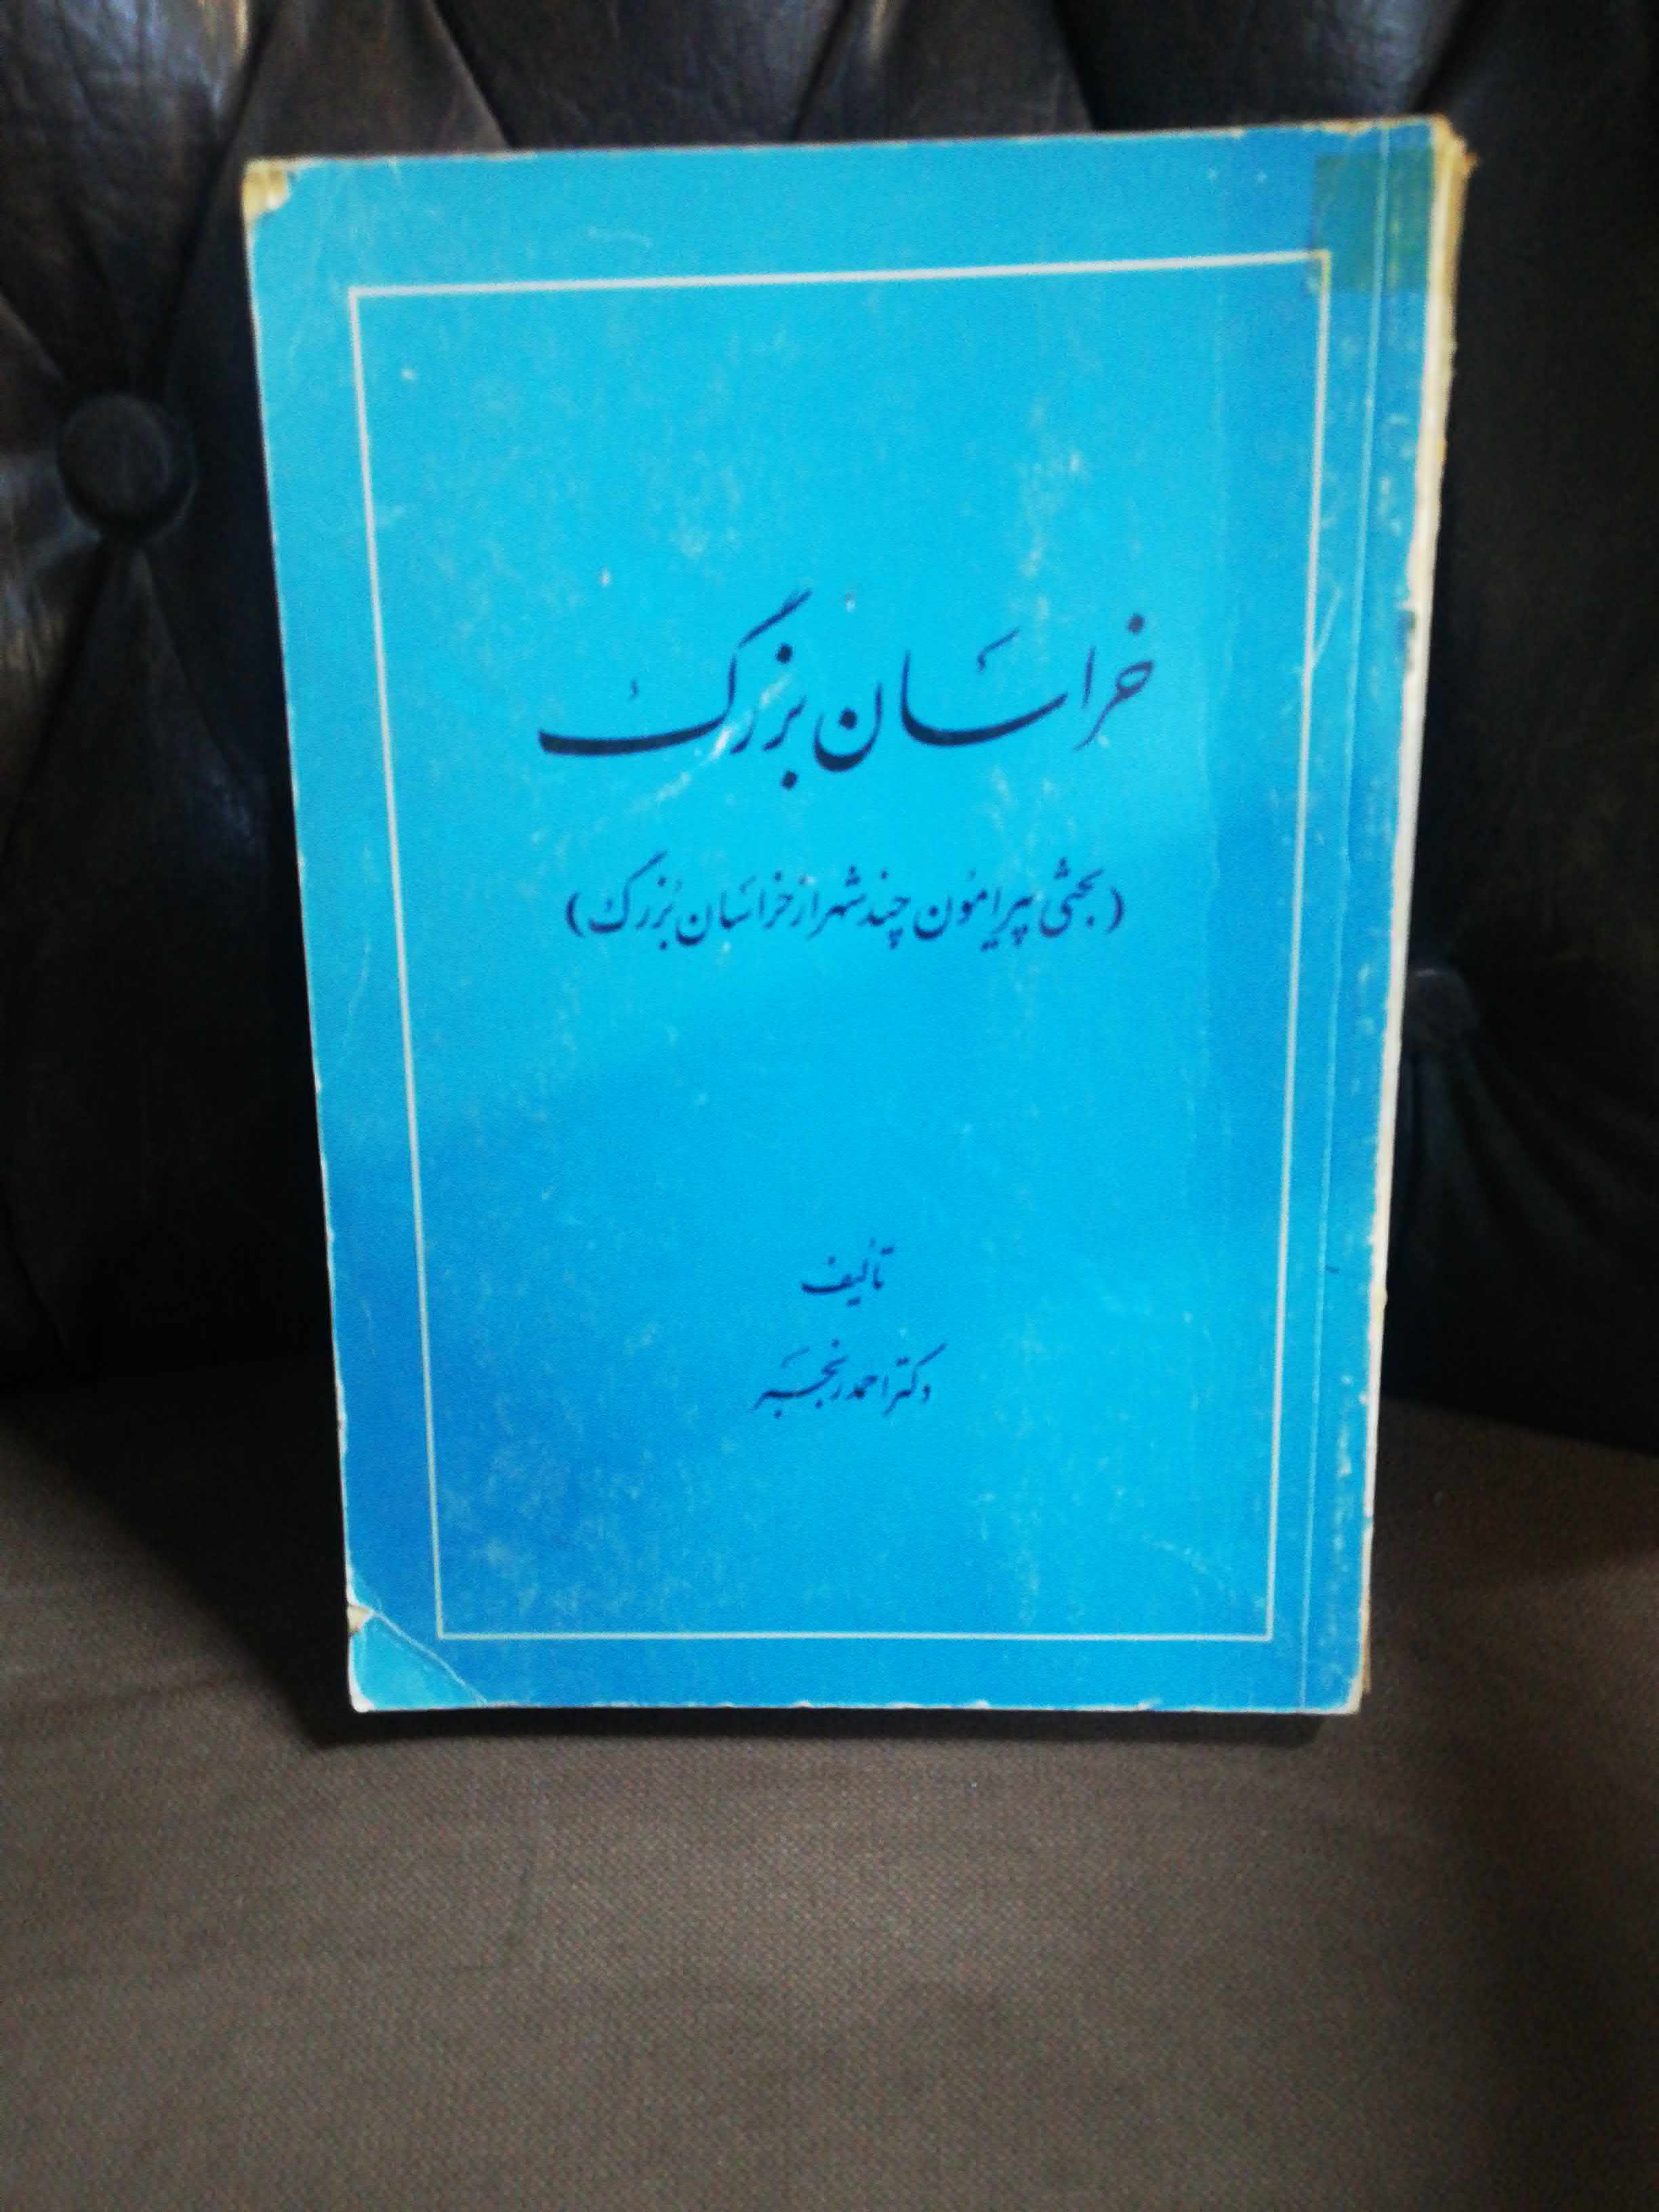 خراسان بزرگ
(بحثی پیرامون چند شهر از خراسان بزرگ)
تألیف
دکتر احمد رنجبر